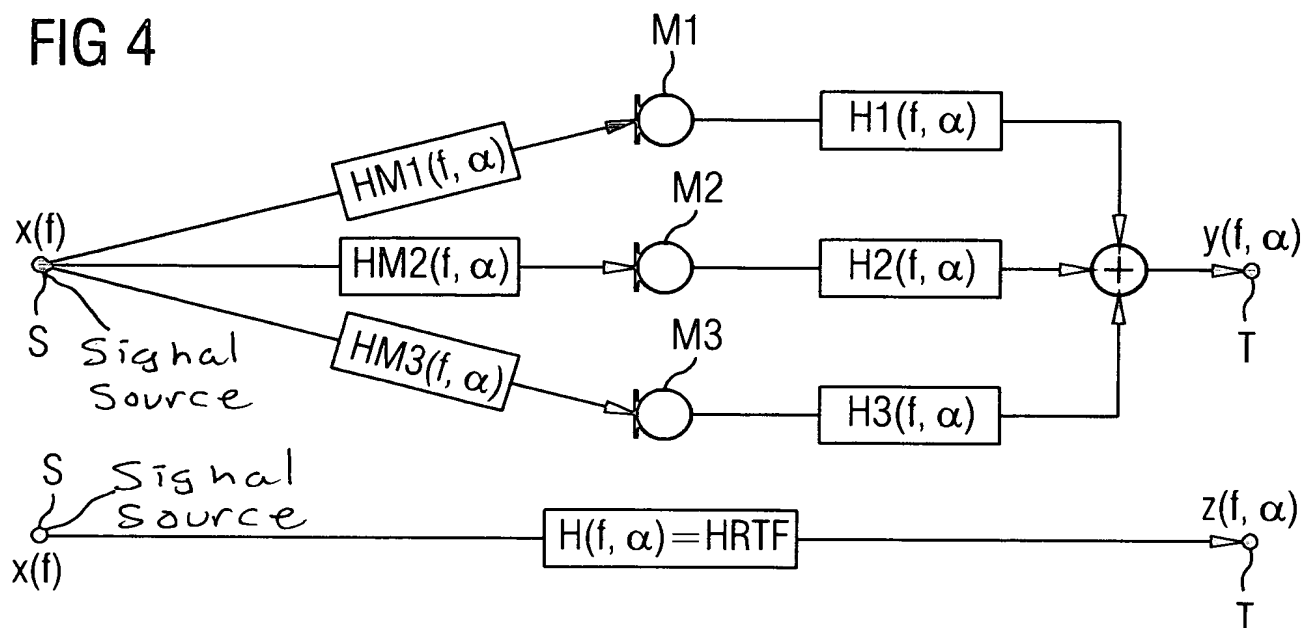 FIG 4
M1
H1(f, α)
HM1(f, α)
M2
x(f)
HM2(f, α)
H2(f, α)
+
y(f, α)
S
Signal
Source
HM3(f, α)
M3
T
H3(f, α)
S
Signal
Source
x(f)
H(f, α)=HRTF
z(f, α)
T